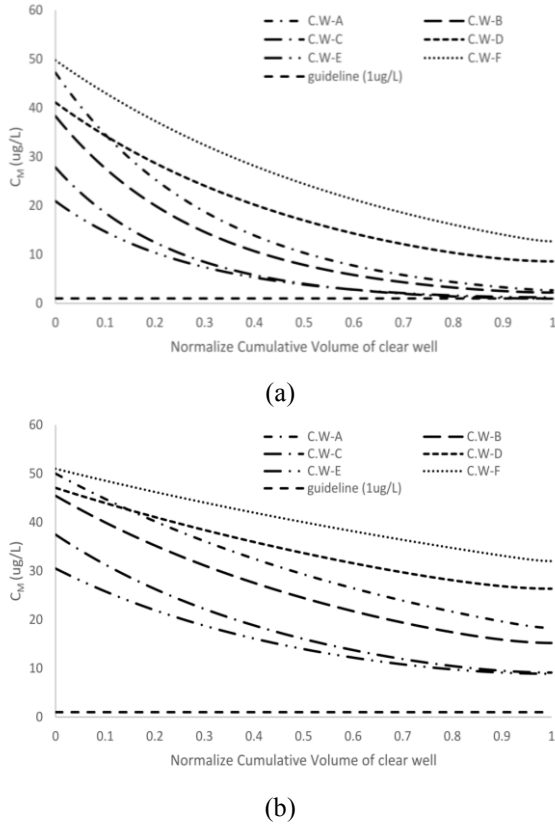 60
50
40
30
20
10
0
C_M (ug/L)
C.W-A
C.W-B
C.W-C
C.W-D
C.W-E
C.W-F
guideline (1ug/L)
0 0.1 0.2 0.3 0.4 0.5 0.6 0.7 0.8 0.9 1
Normalize Cumulative Volume of clear well
(a)
60
50
40
30
20
10
0
C_M (ug/L)
C.W-A
C.W-B
C.W-C
C.W-D
C.W-E
C.W-F
guideline (1ug/L)
0 0.1 0.2 0.3 0.4 0.5 0.6 0.7 0.8 0.9 1
Normalize Cumulative Volume of clear well
(b)